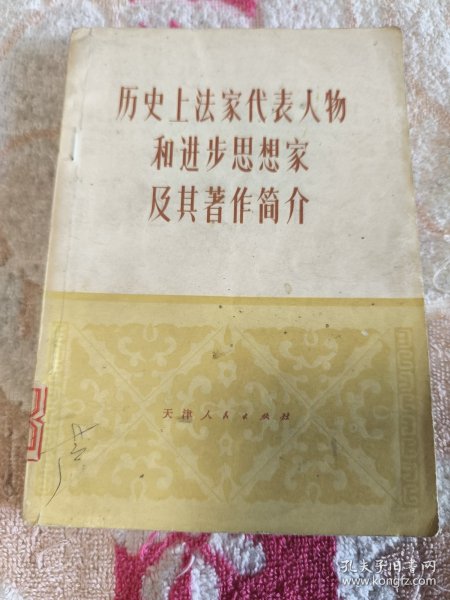 历史上法家代表人物
和进步思想家
及其著作简介
天津人民出版社
孔夫子旧书网
www.kongfz.com